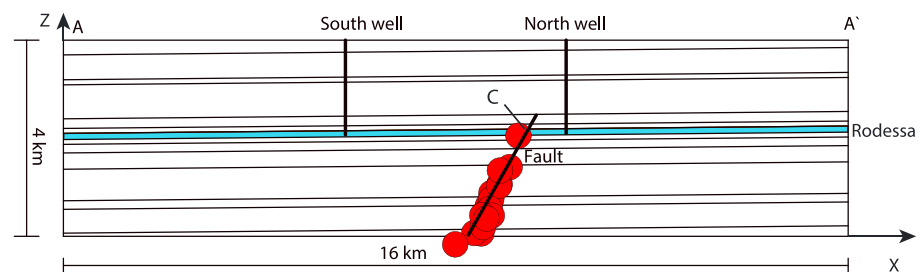 Z
A
South well
North well
A`
C
4 km
Rodessa
Fault
16 km
X